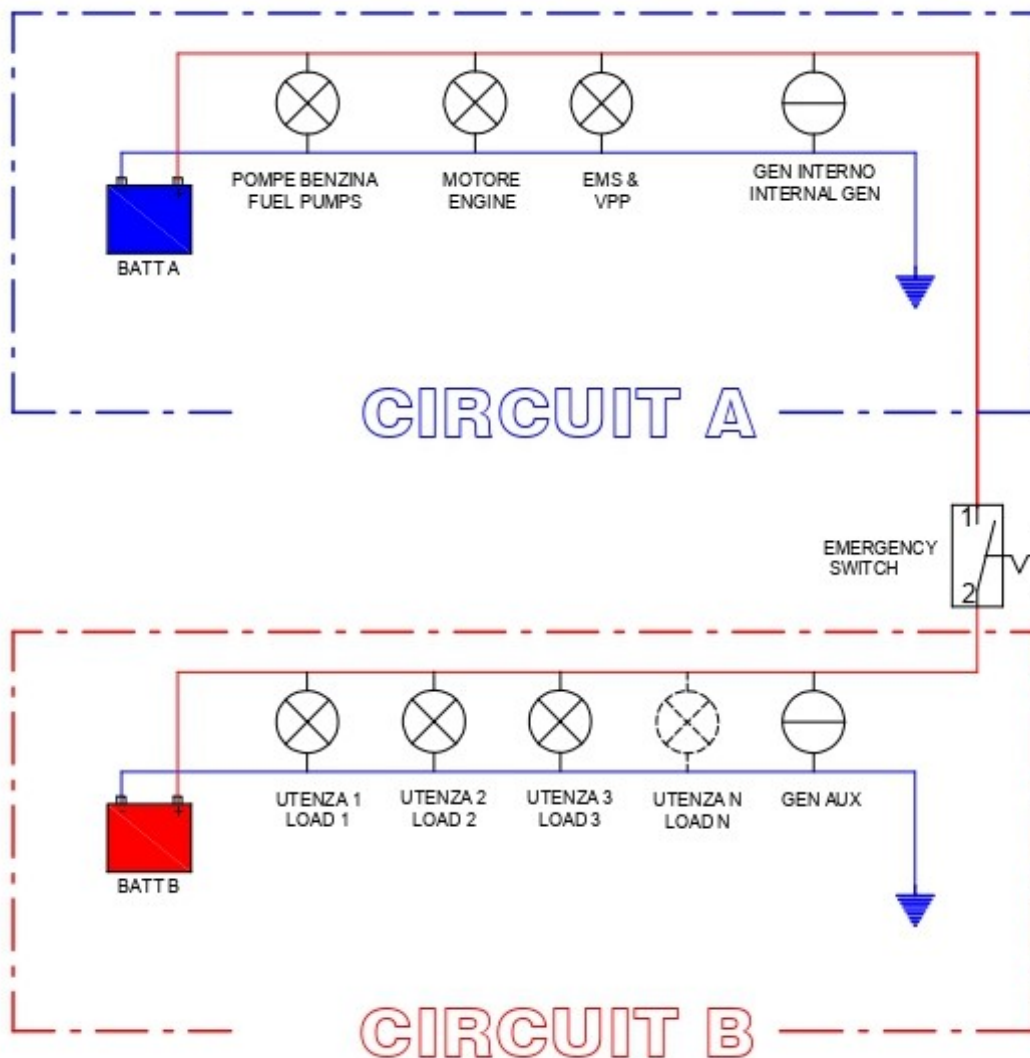 POMPE BENZINA
FUEL PUMPS
MOTORE
ENGINE
EMS &
VPP
GEN INTERNO
INTERNAL GEN
- +
BATT A
CIRCUIT A
EMERGENCY
SWITCH
1
2
UTENZA 1
LOAD 1
UTENZA 2
LOAD 2
UTENZA 3
LOAD 3
UTENZA N
LOAD N
GEN AUX
- +
BATT B
CIRCUIT B